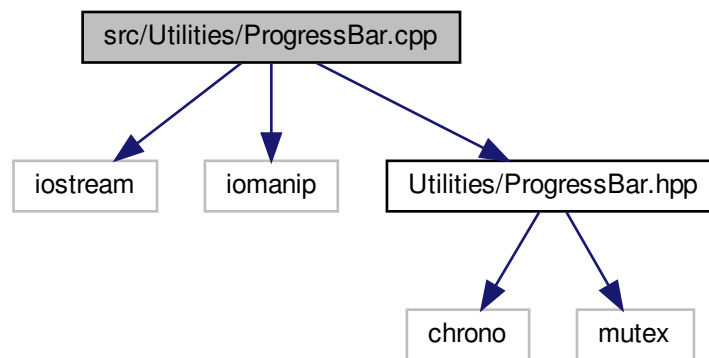 src/Utilities/ProgressBar.cpp
iostream
iomanip
Utilities/ProgressBar.hpp
chrono
mutex